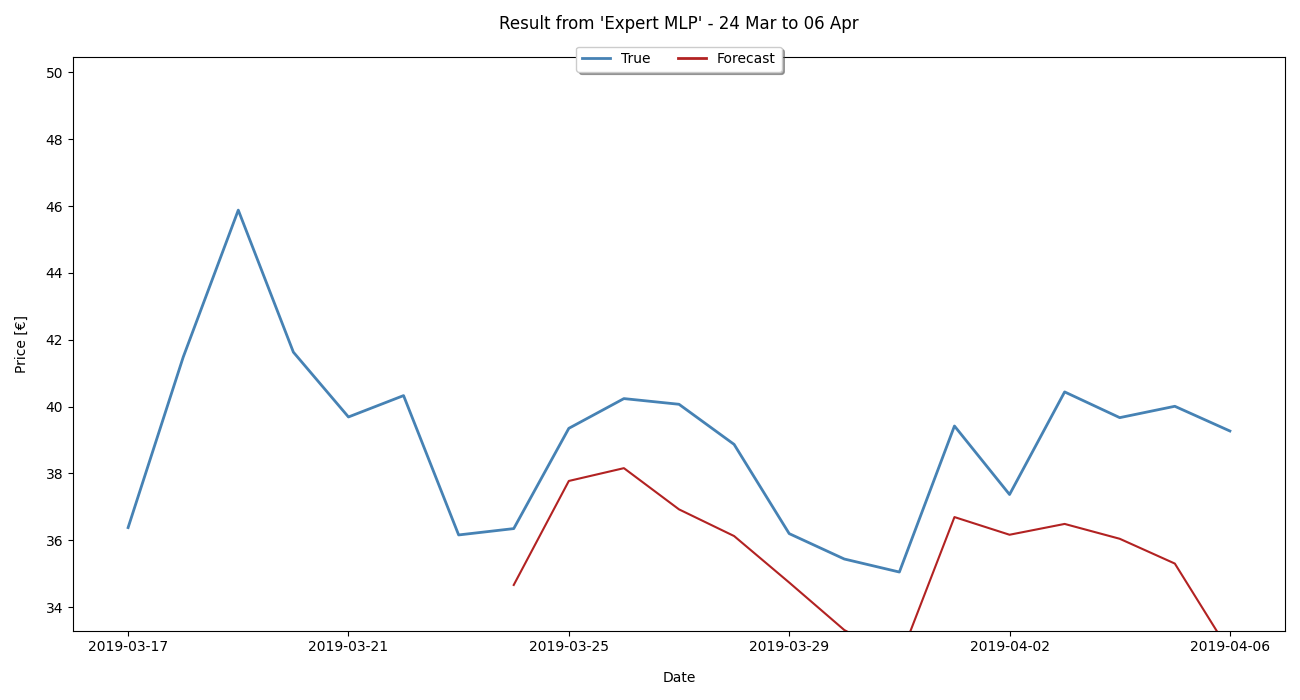 Result from 'Expert MLP' - 24 Mar to 06 Apr
True Forecast
50
48
46
44
42
40
38
36
34
Price [€]
2019-03-17 2019-03-21 2019-03-25 2019-03-29 2019-04-02 2019-04-06
Date